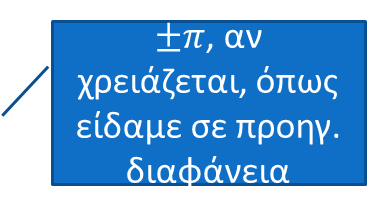 ±π, αν
χρειάζεται, όπως
είδαμε σε προηγ.
διαφάνεια